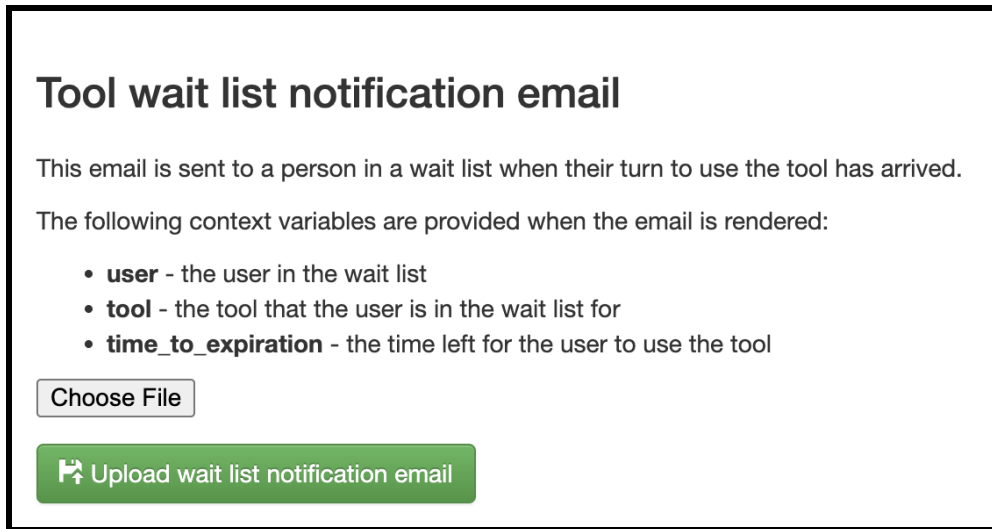 Tool wait list notification email
This email is sent to a person in a wait list when their turn to use the tool has arrived.
The following context variables are provided when the email is rendered:
• user - the user in the wait list
• tool - the tool that the user is in the wait list for
• time_to_expiration - the time left for the user to use the tool
Choose File
Upload wait list notification email